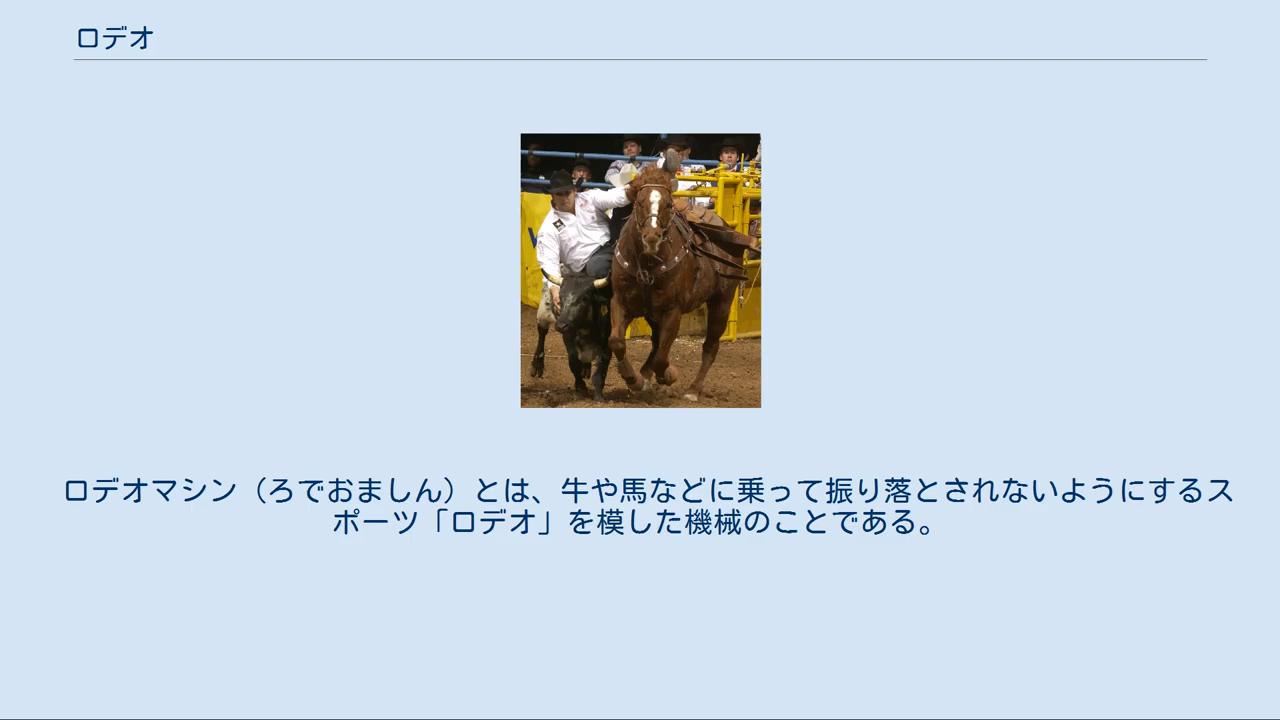 ロデオ
ロデオマシン（ろでおましん）とは、牛や馬などに乗って振り落とされないようにするス
ポーツ「ロデオ」を模した機械のことである。